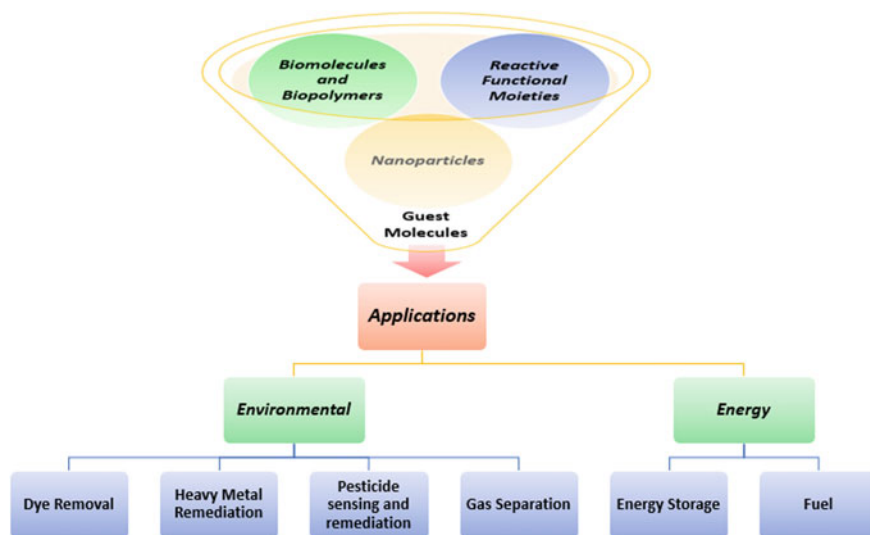 Biomolecules
and
Biopolymers
Reactive
Functional
Moieties
Nanoparticles
Guest
Molecules
Applications
Environmental
Energy
Dye Removal
Heavy Metal
Remediation
Pesticide
sensing and
remediation
Gas Separation
Energy Storage
Fuel